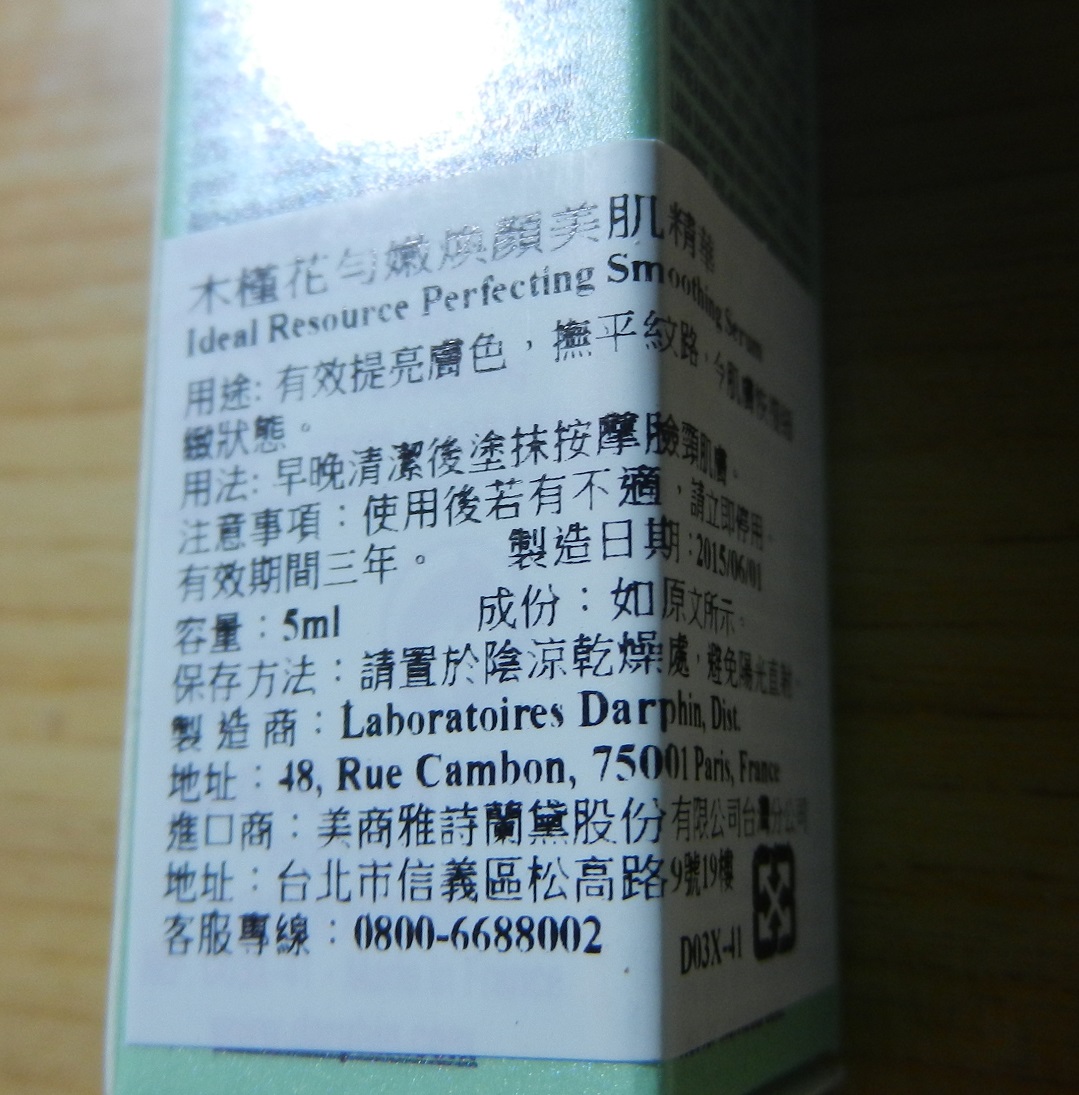 木槿花勻嫩煥顏美肌精華
Ideal Resource Perfecting Smoothing Serum
用途: 有效提亮膚色，撫平紋路，令肌膚
緻狀態。
用法: 早晚清潔後塗抹按摩臉頸肌膚。
注意事項：使用後若有不適，請立即停用。
有效期間三年。 製造日期:2015/06/01
容量：5ml 成份：如原文所示。
保存方法：請置於陰涼乾燥處，避免陽光直射。
製造商：Laboratoires Darphin, Dist.
地址：48, Rue Cambon, 75001 Paris, France
進口商：美商雅詩蘭黛股份有限公司台灣分公司
地址：台北市信義區松高路9號19樓
客服專線：0800-6688002
D03X-41